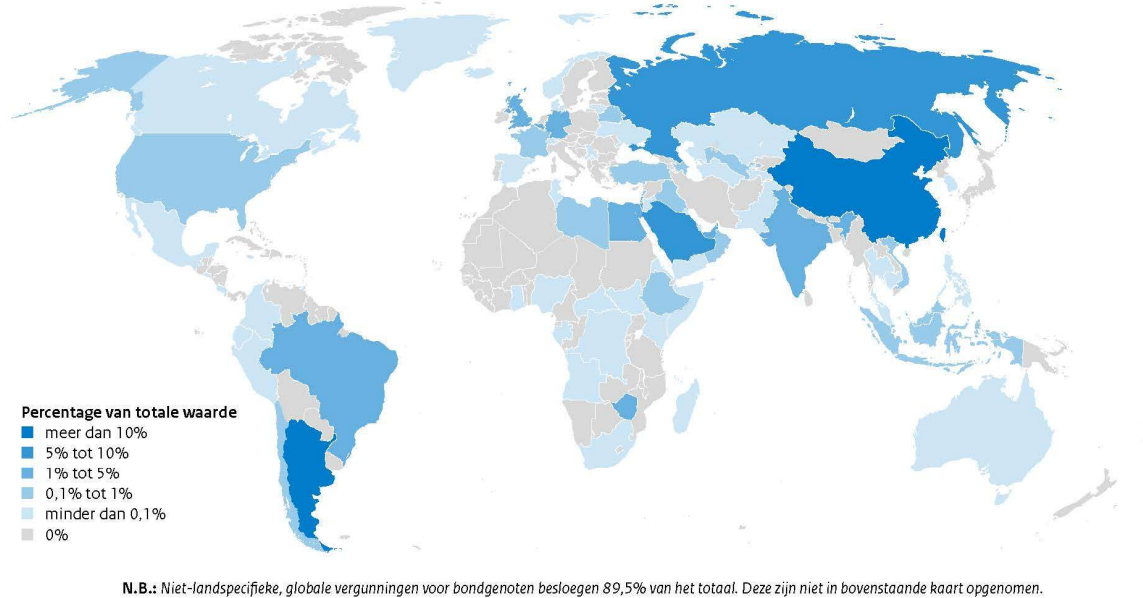 Percentage van totale waarde
meer dan 10%
5% tot 10%
1% tot 5%
0,1% tot 1%
minder dan 0,1%
0%
N.B.: Niet-landspecifieke, globale vergunningen voor bondgenoten besloegen 89,5% van het totaal. Deze zijn niet in bovenstaande kaart opgenomen.